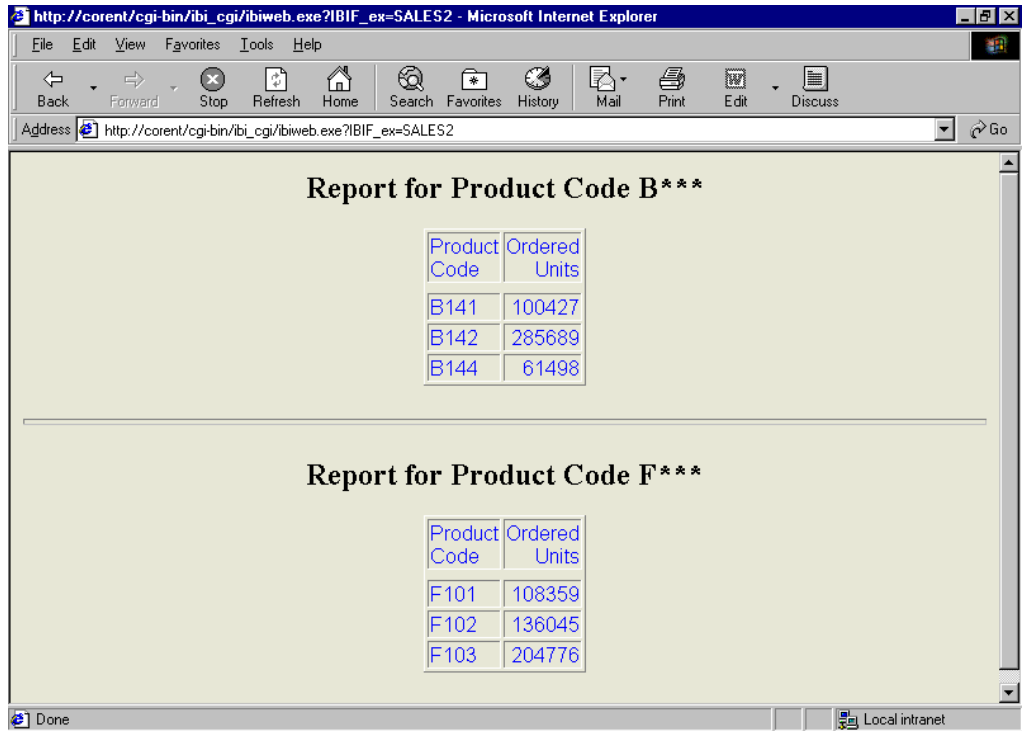 http://corent/cgi-bin/ibi_cgi/ibiweb.exe?IBIF_ex=SALES2 - Microsoft Internet Explorer
File Edit View Favorites Tools Help
Back Forward Stop Refresh Home Search Favorites History Mail Print Edit Discuss
Address http://corent/cgi-bin/ibi_cgi/ibiweb.exe?IBIF_ex=SALES2 Go
Report for Product Code B***
Product Ordered
Code Units
B141 100427
B142 285689
B144 61498
Report for Product Code F***
Product Ordered
Code Units
F101 108359
F102 136045
F103 204776
Done Local intranet